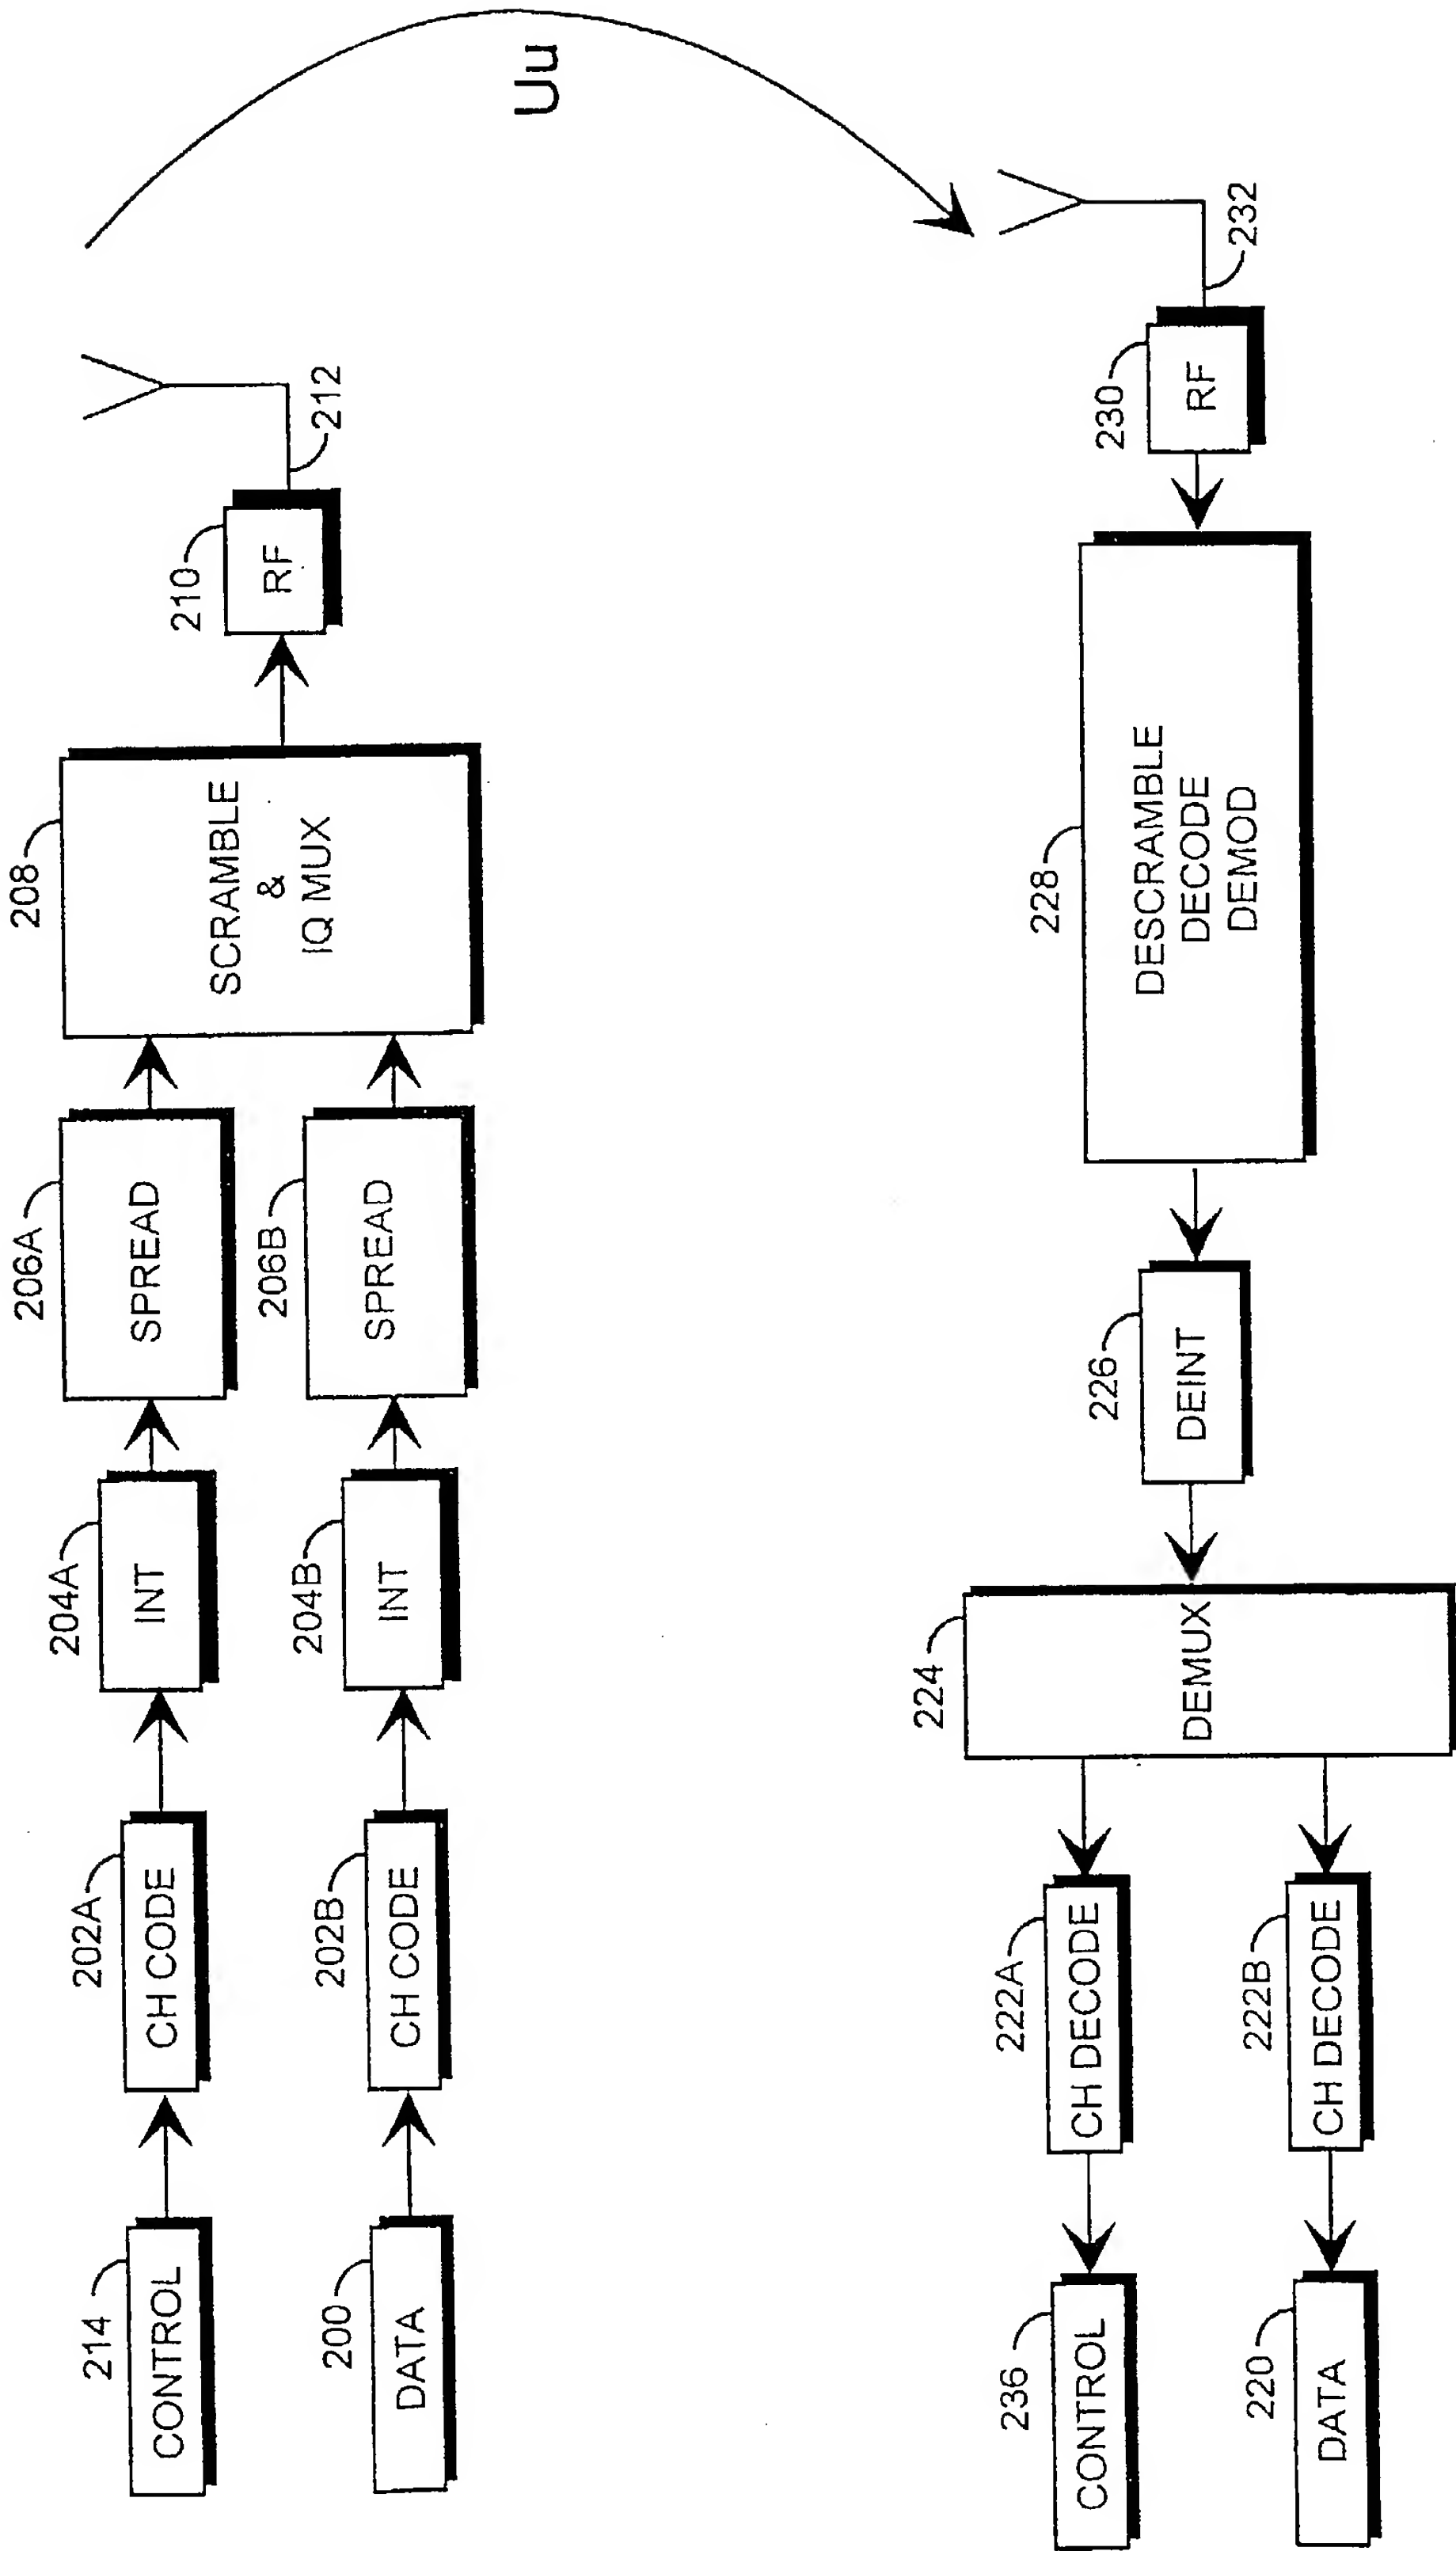 214
CONTROL
202A
CH CODE
204A
INT
206A
SPREAD
208
SCRAMBLE
&
IQ MUX
210
RF
212
200
DATA
202B
CH CODE
204B
INT
206B
SPREAD
Uu
236
CONTROL
222A
CH DECODE
224
DEMUX
226
DEINT
228
DESCRAMBLE
DECODE
DEMOD
230
RF
232
220
DATA
222B
CH DECODE